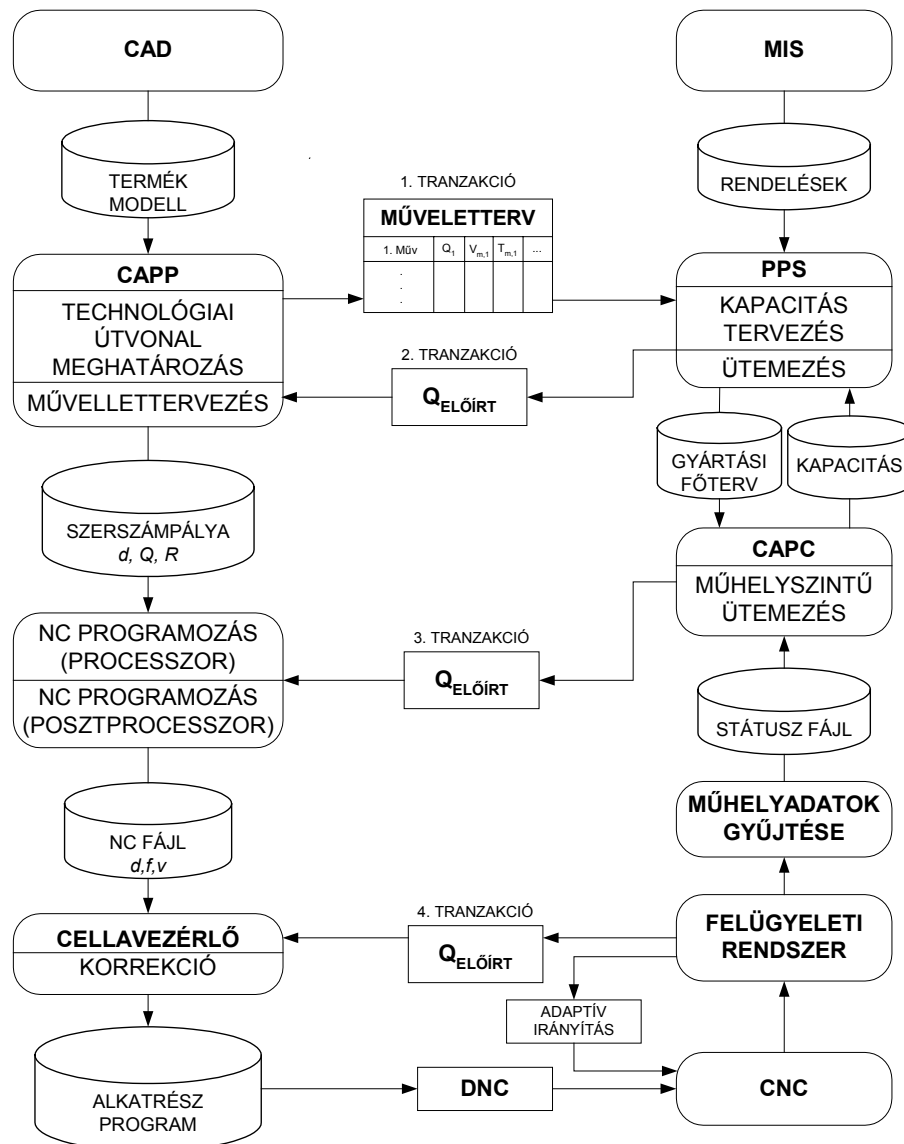 CAD
MIS
TERMÉK
MODELL
RENDELÉSEK
1. TRANZAKCIÓ
MŰVELETTERV
1. Műv Q1 Vm,1 Tm,1 ...
.
.
.
CAPP
TECHNOLÓGIAI
ÚTVONAL
MEGHATÁROZÁS
MŰVELLETTERVEZÉS
PPS
KAPACITÁS
TERVEZÉS
ÜTEMEZÉS
2. TRANZAKCIÓ
QELŐÍRT
GYÁRTÁSI
FŐTERV
KAPACITÁS
SZERSZÁMPÁLYA
d, Q, R
CAPC
MŰHELYSZINTŰ
ÜTEMEZÉS
NC PROGRAMOZÁS
(PROCESSZOR)
NC PROGRAMOZÁS
(POSZTPROCESSZOR)
3. TRANZAKCIÓ
QELŐÍRT
STÁTUSZ FÁJL
MŰHELYADATOK
GYŰJTÉSE
NC FÁJL
d,f,v
CELLAVEZÉRLŐ
KORREKCIÓ
4. TRANZAKCIÓ
QELŐÍRT
FELÜGYELETI
RENDSZER
ADAPTÍV
IRÁNYÍTÁS
ALKATRÉSZ
PROGRAM
DNC
CNC